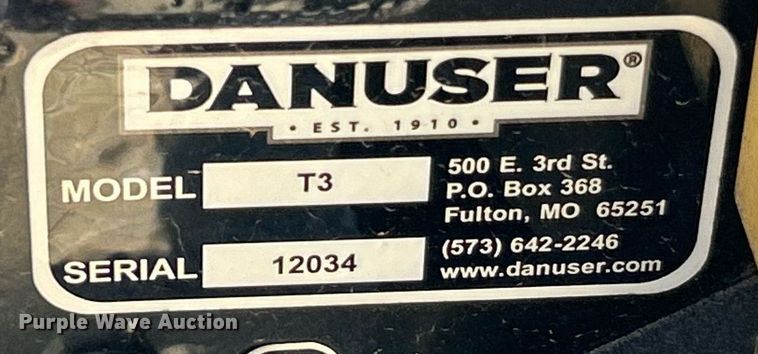 DANUSER®
• EST. 1910 •
MODEL T3
SERIAL 12034
500 E. 3rd St.
P.O. Box 368
Fulton, MO 65251
(573) 642-2246
www.danuser.com
Purple Wave Auction